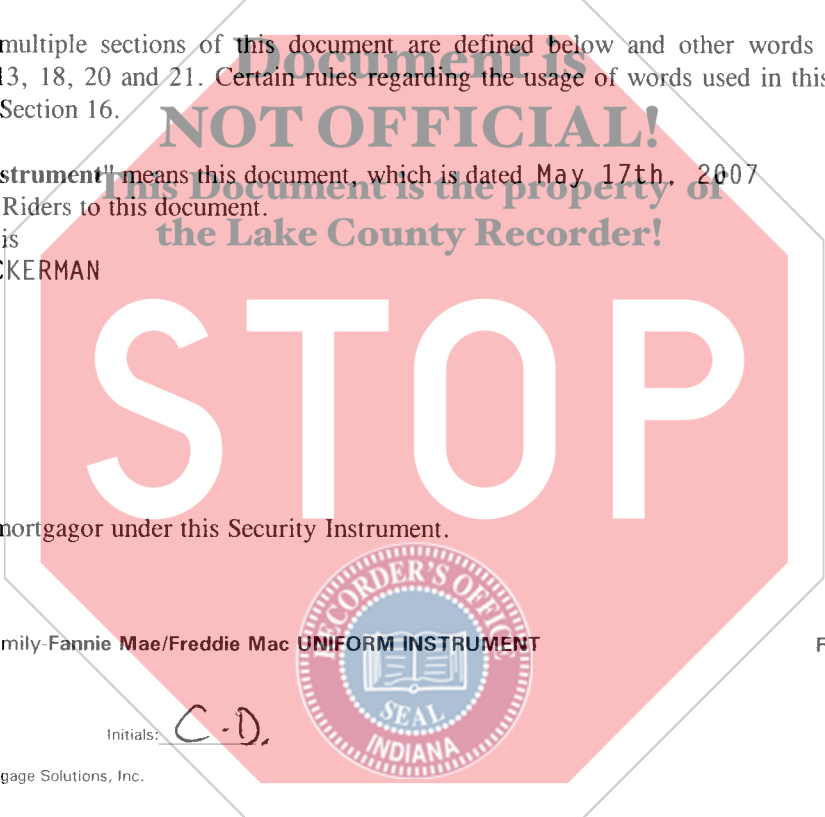 multiple sections of this document are defined below and other words
Document is
13, 18, 20 and 21. Certain rules regarding the usage of words used in this
Section 16.
NOT OFFICIAL!
strument" means this document, which is dated May 17th, 2007
This Document is the property of
Riders to this document.
the Lake County Recorder!
is
CKERMAN
STOP
mortgagor under this Security Instrument.
RECORDER'S OFFICE
mily-Fannie Mae/Freddie Mac UNIFORM INSTRUMENT
F
SEAL
INDIANA
Initials: C.D.
gage Solutions, Inc.